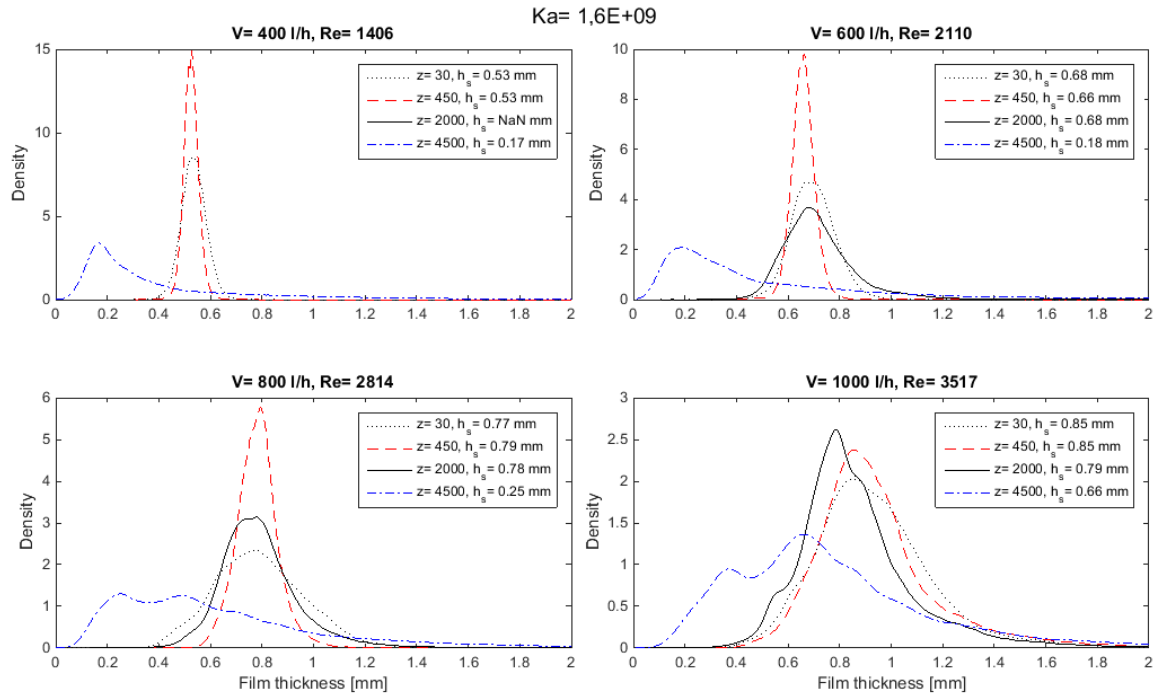 Ka= 1,6E+09
V= 400 l/h, Re= 1406
Density
15
10
5
0
z= 30, h_s = 0.53 mm
z= 450, h_s = 0.53 mm
z= 2000, h_s = NaN mm
z= 4500, h_s = 0.17 mm
0 0.2 0.4 0.6 0.8 1 1.2 1.4 1.6 1.8 2
V= 600 l/h, Re= 2110
Density
10
8
6
4
2
0
z= 30, h_s = 0.68 mm
z= 450, h_s = 0.66 mm
z= 2000, h_s = 0.68 mm
z= 4500, h_s = 0.18 mm
0 0.2 0.4 0.6 0.8 1 1.2 1.4 1.6 1.8 2
V= 800 l/h, Re= 2814
Density
6
5
4
3
2
1
0
z= 30, h_s = 0.77 mm
z= 450, h_s = 0.79 mm
z= 2000, h_s = 0.78 mm
z= 4500, h_s = 0.25 mm
0 0.2 0.4 0.6 0.8 1 1.2 1.4 1.6 1.8 2
Film thickness [mm]
V= 1000 l/h, Re= 3517
Density
3
2.5
2
1.5
1
0.5
0
z= 30, h_s = 0.85 mm
z= 450, h_s = 0.85 mm
z= 2000, h_s = 0.79 mm
z= 4500, h_s = 0.66 mm
0 0.2 0.4 0.6 0.8 1 1.2 1.4 1.6 1.8 2
Film thickness [mm]